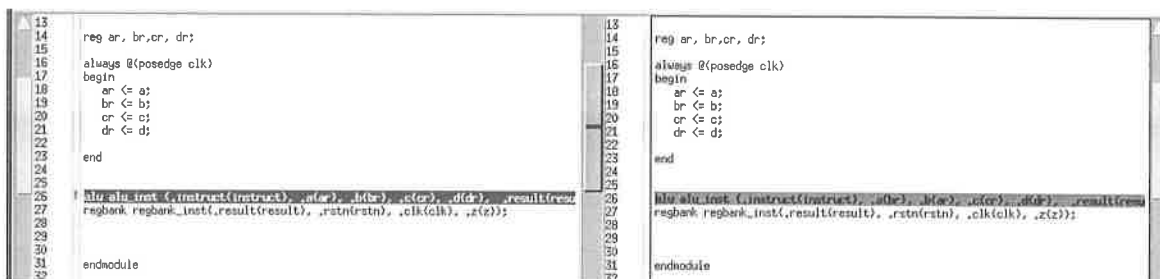 13
14 reg ar, br,cr, dr;
15
16 always @(posedge clk)
17 begin
18 ar <= a;
19 br <= b;
20 cr <= c;
21 dr <= d;
22
23 end
24
25
26 ! alu alu_inst (.instruct(instruct), .a(ar), .b(br), .c(cr), .d(dr), .result(resu
27 regbank regbank_inst(.result(result), .rstn(rstn), .clk(clk), .z(z));
28
29
30
31 endmodule
32
13
14 reg ar, br,cr, dr;
15
16 always @(posedge clk)
17 begin
18 ar <= a;
19 br <= b;
20 cr <= c;
21 dr <= d;
22
23 end
24
25
26 alu alu_inst (.instruct(instruct), .a(br), .b(ar), .c(cr), .d(dr), .result(resu
27 regbank regbank_inst(.result(result), .rstn(rstn), .clk(clk), .z(z));
28
29
30
31 endmodule
32